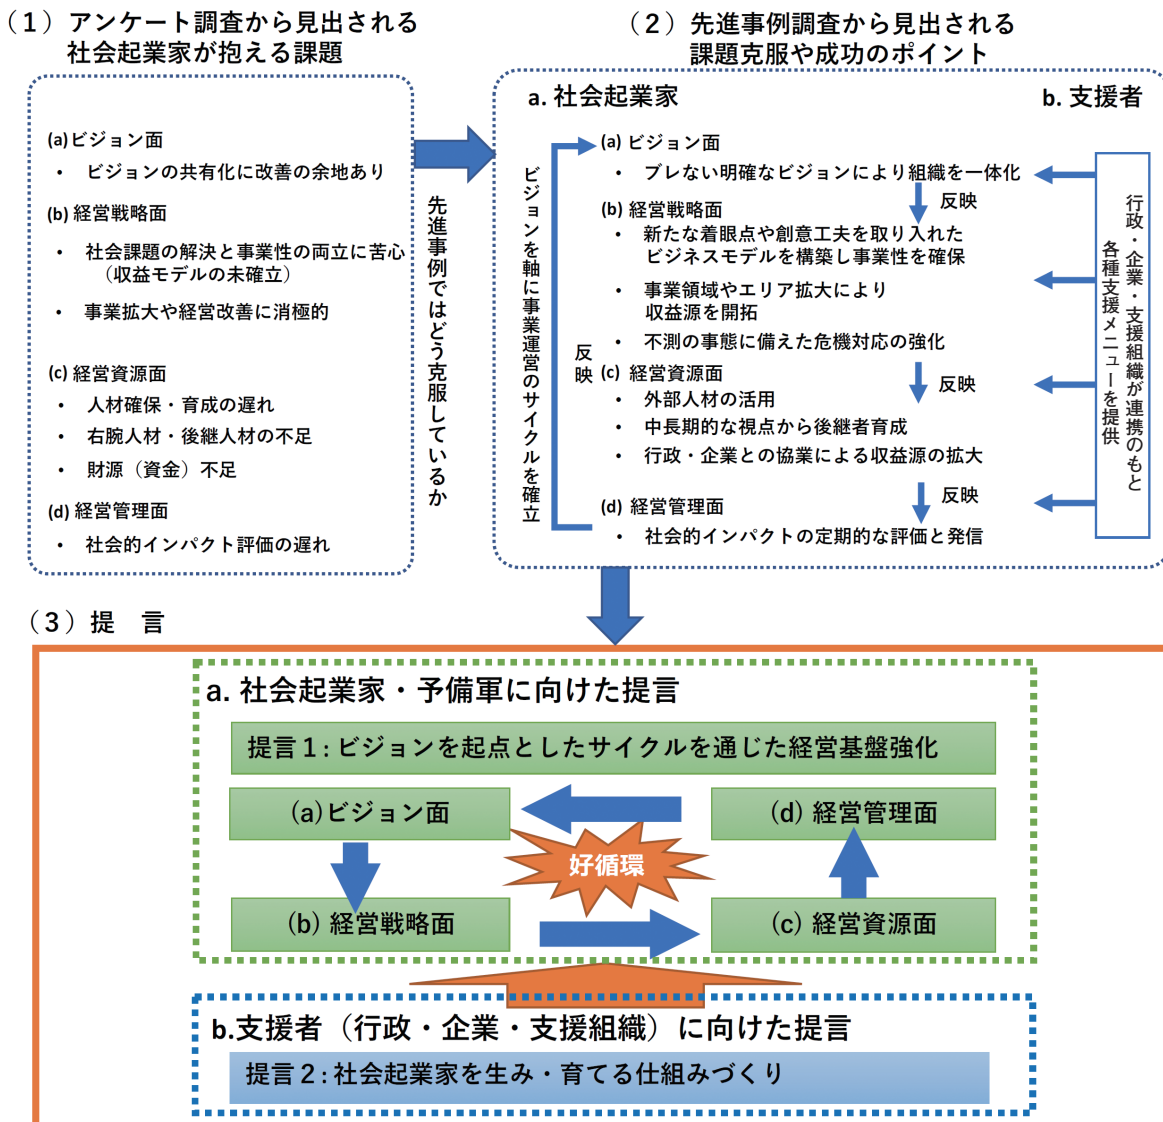 （1）アンケート調査から見出される
社会起業家が抱える課題
(a)ビジョン面
・ ビジョンの共有化に改善の余地あり
(b) 経営戦略面
・ 社会課題の解決と事業性の両立に苦心
（収益モデルの未確立）
・ 事業拡大や経営改善に消極的
(c) 経営資源面
・ 人材確保・育成の遅れ
・ 右腕人材・後継人材の不足
・ 財源（資金）不足
(d) 経営管理面
・ 社会的インパクト評価の遅れ
先進事例ではどう克服しているか
（2）先進事例調査から見出される
課題克服や成功のポイント
a. 社会起業家
b. 支援者
ビジョンを軸に事業運営のサイクルを確立
反映
(a) ビジョン面
・ ブレない明確なビジョンにより組織を一体化
反映
(b) 経営戦略面
・ 新たな着眼点や創意工夫を取り入れた
ビジネスモデルを構築し事業性を確保
・ 事業領域やエリア拡大により
収益源を開拓
・ 不測の事態に備えた危機対応の強化
反映
(c) 経営資源面
・ 外部人材の活用
・ 中長期的な視点から後継者育成
・ 行政・企業との協業による収益源の拡大
反映
(d) 経営管理面
・ 社会的インパクトの定期的な評価と発信
行政・企業・支援組織が連携のもと
各種支援メニューを提供
（3）提　言
a. 社会起業家・予備軍に向けた提言
提言１: ビジョンを起点としたサイクルを通じた経営基盤強化
(a)ビジョン面
(d) 経営管理面
好循環
(b) 経営戦略面
(c) 経営資源面
b.支援者（行政・企業・支援組織）に向けた提言
提言２: 社会起業家を生み・育てる仕組みづくり